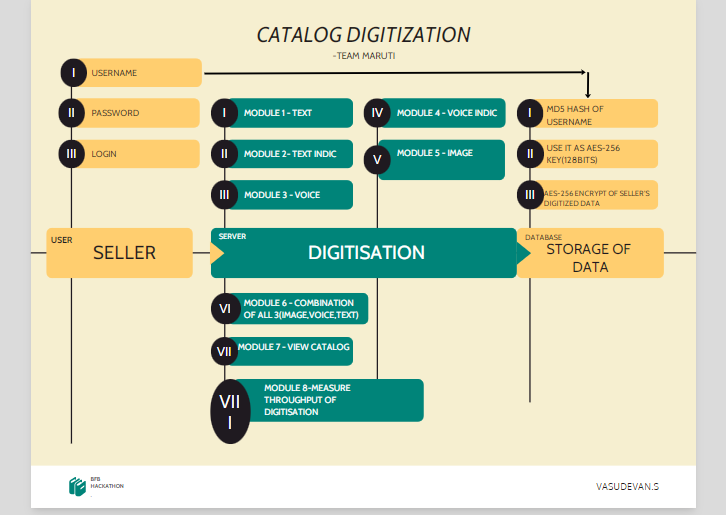 CATALOG DIGITIZATION
-TEAM MARUTI
I USERNAME
II PASSWORD
III LOGIN
I MODULE 1 - TEXT
II MODULE 2- TEXT INDIC
III MODULE 3 - VOICE
IV MODULE 4 - VOICE INDIC
V MODULE 5 - IMAGE
I MD5 HASH OF
USERNAME
II USE IT AS AES-256
KEY(128BITS)
III AES-256 ENCRYPT OF SELLER'S
DIGITIZED DATA
USER
SELLER
SERVER
DIGITISATION
DATABASE
STORAGE OF
DATA
VI MODULE 6 - COMBINATION
OF ALL 3(IMAGE,VOICE,TEXT)
VII MODULE 7 - VIEW CATALOG
VII
I
MODULE 8-MEASURE
THROUGHPUT OF
DIGITISATION
BFB
HACKATHON
VASUDEVAN.S